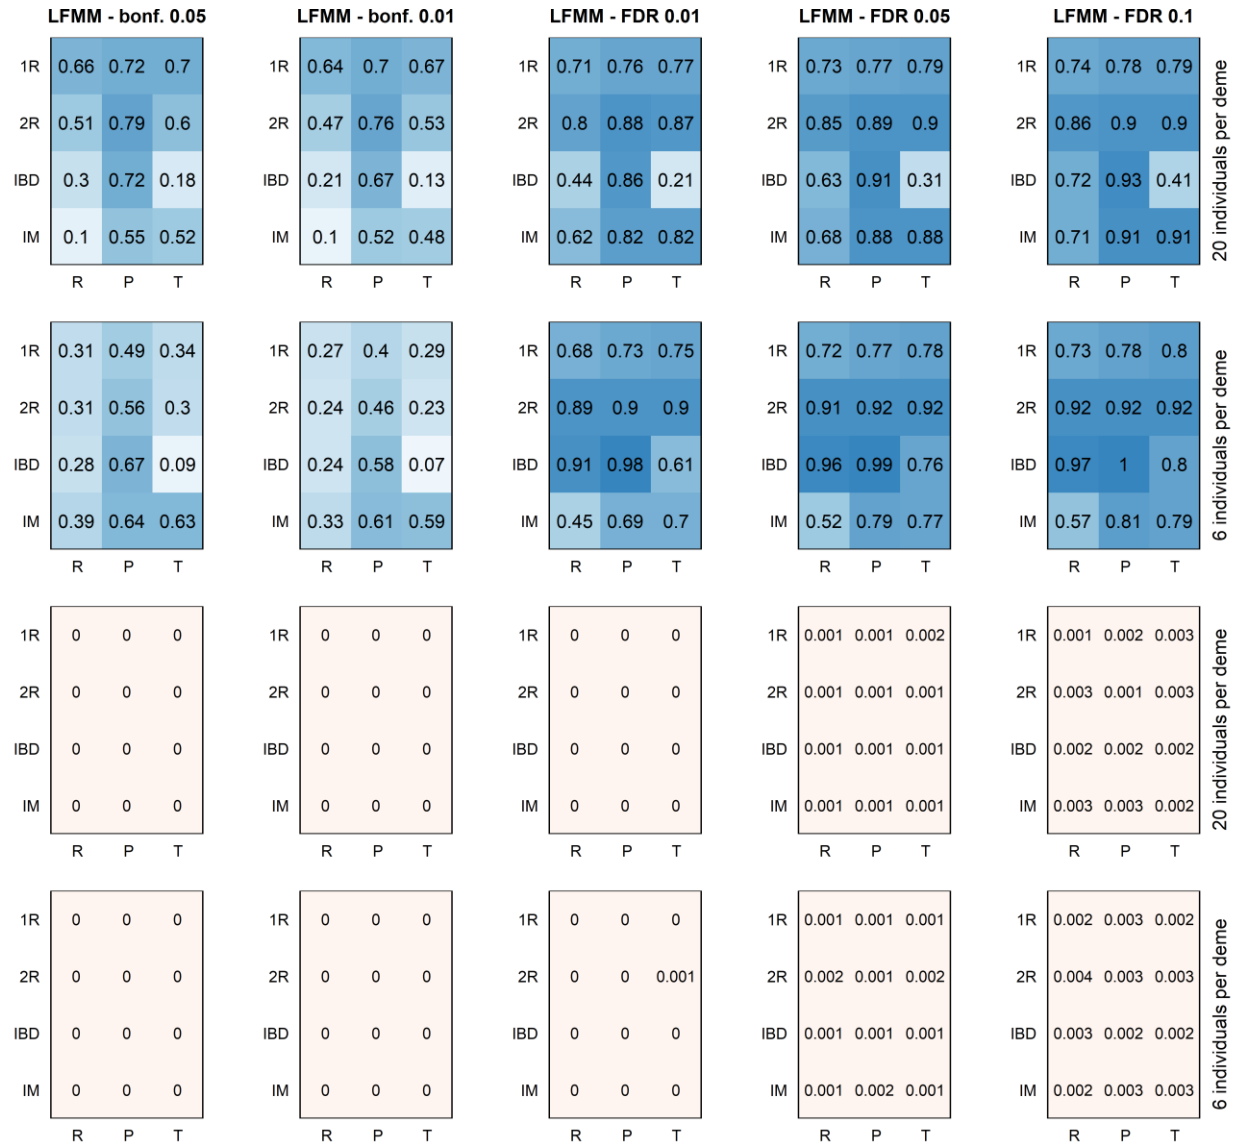 LFMM - bonf. 0.05 LFMM - bonf. 0.01 LFMM - FDR 0.01 LFMM - FDR 0.05 LFMM - FDR 0.1
1R 0.66 0.72 0.7 1R 0.64 0.7 0.67 1R 0.71 0.76 0.77 1R 0.73 0.77 0.79 1R 0.74 0.78 0.79
2R 0.51 0.79 0.6 2R 0.47 0.76 0.53 2R 0.8 0.88 0.87 2R 0.85 0.89 0.9 2R 0.86 0.9 0.9
IBD 0.3 0.72 0.18 IBD 0.21 0.67 0.13 IBD 0.44 0.86 0.21 IBD 0.63 0.91 0.31 IBD 0.72 0.93 0.41
IM 0.1 0.55 0.52 IM 0.1 0.52 0.48 IM 0.62 0.82 0.82 IM 0.68 0.88 0.88 IM 0.71 0.91 0.91
R P T R P T R P T R P T R P T
20 individuals per deme
1R 0.31 0.49 0.34 1R 0.27 0.4 0.29 1R 0.68 0.73 0.75 1R 0.72 0.77 0.78 1R 0.73 0.78 0.8
2R 0.31 0.56 0.3 2R 0.24 0.46 0.23 2R 0.89 0.9 0.9 2R 0.91 0.92 0.92 2R 0.92 0.92 0.92
IBD 0.28 0.67 0.09 IBD 0.24 0.58 0.07 IBD 0.91 0.98 0.61 IBD 0.96 0.99 0.76 IBD 0.97 1 0.8
IM 0.39 0.64 0.63 IM 0.33 0.61 0.59 IM 0.45 0.69 0.7 IM 0.52 0.79 0.77 IM 0.57 0.81 0.79
R P T R P T R P T R P T R P T
6 individuals per deme
1R 0 0 0 1R 0 0 0 1R 0 0 0 1R 0.001 0.001 0.002 1R 0.001 0.002 0.003
2R 0 0 0 2R 0 0 0 2R 0 0 0 2R 0.001 0.001 0.001 2R 0.003 0.001 0.003
IBD 0 0 0 IBD 0 0 0 IBD 0 0 0 IBD 0.001 0.001 0.001 IBD 0.002 0.002 0.002
IM 0 0 0 IM 0 0 0 IM 0 0 0 IM 0.001 0.001 0.001 IM 0.003 0.003 0.002
R P T R P T R P T R P T R P T
20 individuals per deme
1R 0 0 0 1R 0 0 0 1R 0 0 0 1R 0.001 0.001 0.001 1R 0.002 0.003 0.002
2R 0 0 0 2R 0 0 0 2R 0 0 0.001 2R 0.002 0.001 0.002 2R 0.004 0.003 0.003
IBD 0 0 0 IBD 0 0 0 IBD 0 0 0 IBD 0.001 0.001 0.001 IBD 0.003 0.002 0.002
IM 0 0 0 IM 0 0 0 IM 0 0 0 IM 0.001 0.002 0.001 IM 0.002 0.003 0.003
R P T R P T R P T R P T R P T
6 individuals per deme